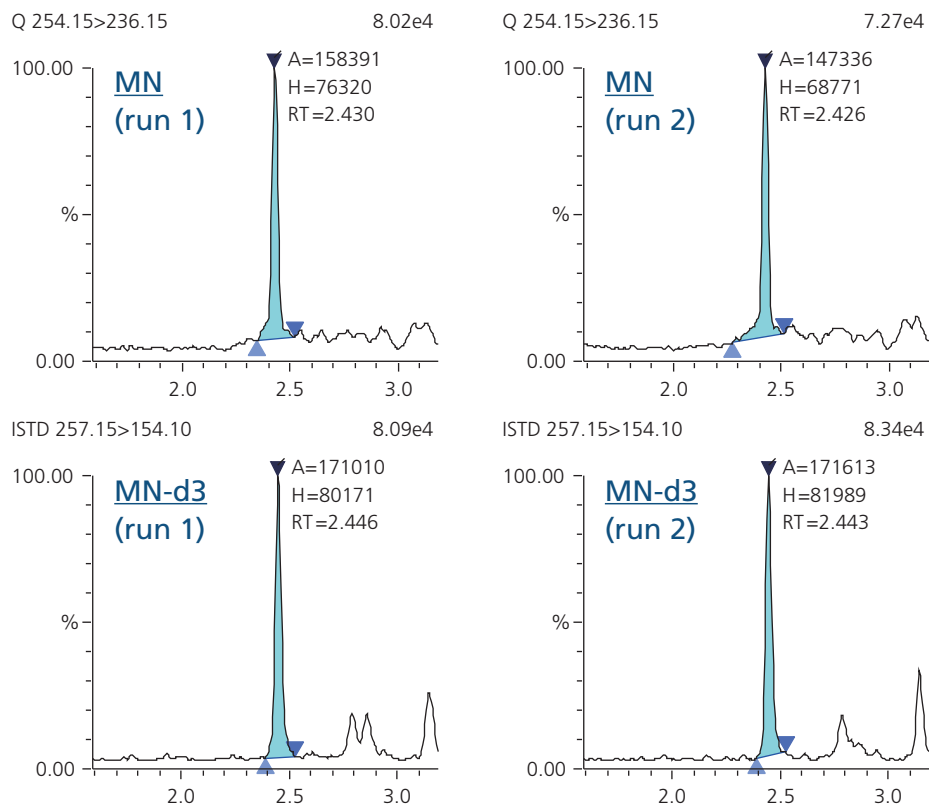 Q 254.15>236.15 8.02e4
100.00
MN
(run 1)
A=158391
H=76320
RT=2.430
%
0.00
2.0 2.5 3.0
Q 254.15>236.15 7.27e4
100.00
MN
(run 2)
A=147336
H=68771
RT=2.426
%
0.00
2.0 2.5 3.0
ISTD 257.15>154.10 8.09e4
100.00
MN-d3
(run 1)
A=171010
H=80171
RT=2.446
%
0.00
2.0 2.5 3.0
ISTD 257.15>154.10 8.34e4
100.00
MN-d3
(run 2)
A=171613
H=81989
RT=2.443
%
0.00
2.0 2.5 3.0